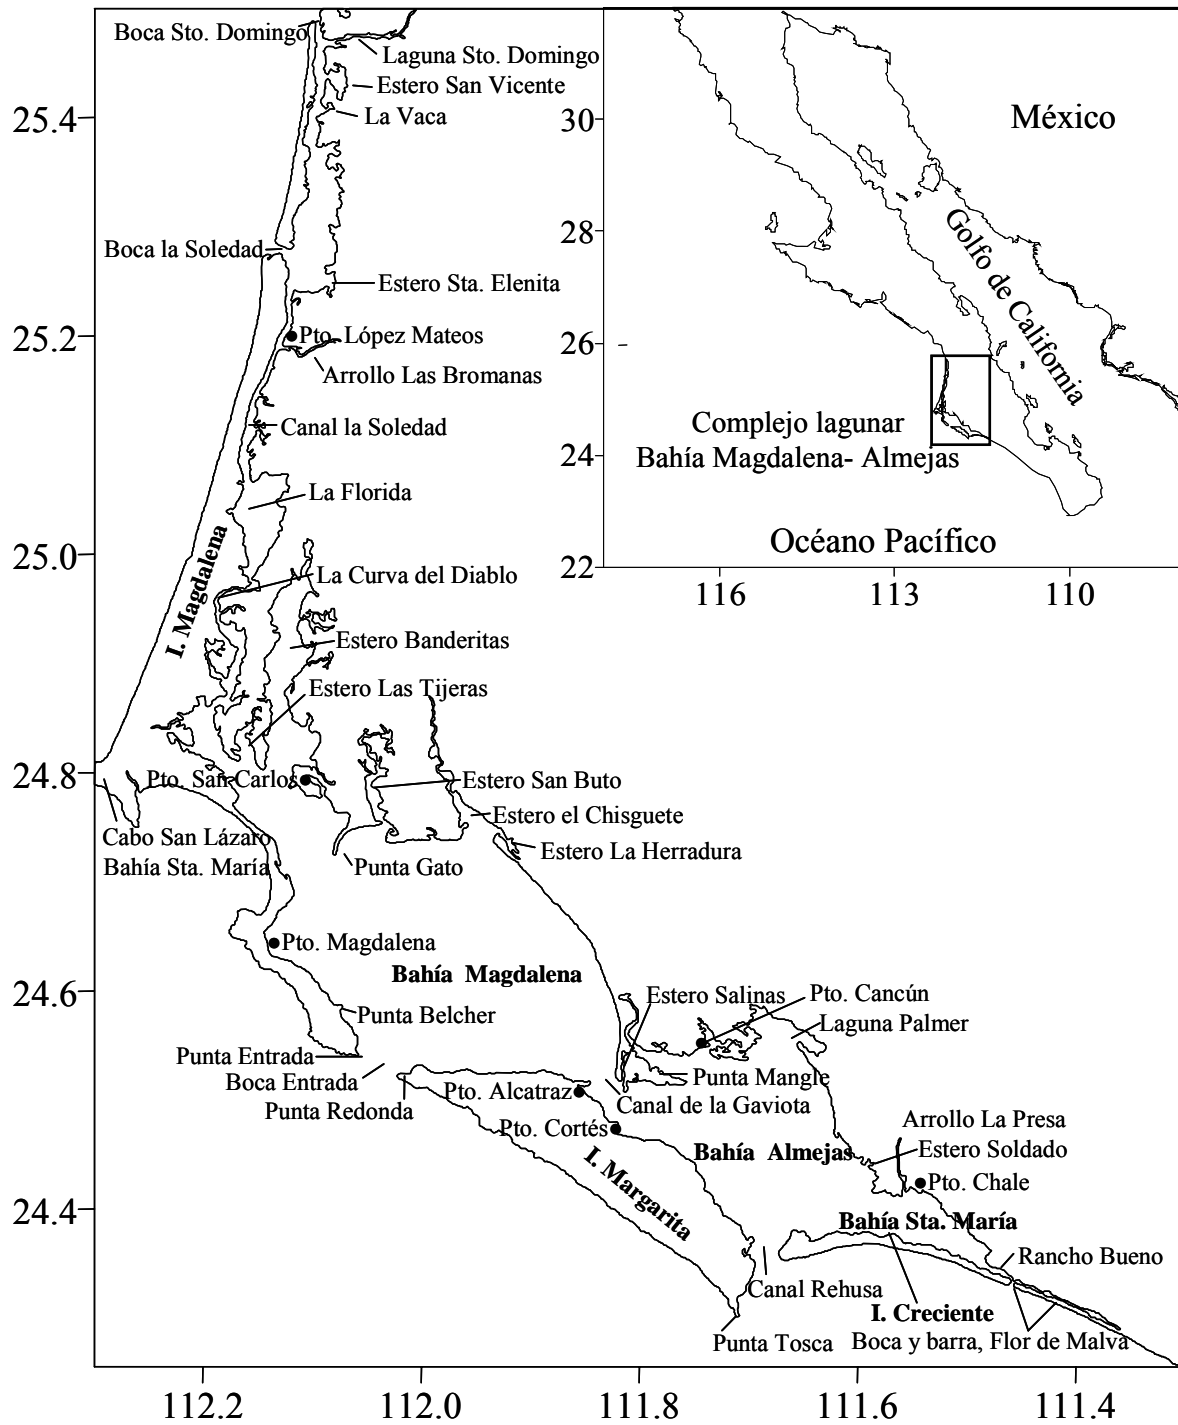 Boca Sto. Domingo
Laguna Sto. Domingo
Estero San Vicente
La Vaca
25.4
Boca la Soledad
Estero Sta. Elenita
25.2
Pto. López Mateos
Arrollo Las Bromanas
Canal la Soledad
La Florida
25.0
I. Magdalena
La Curva del Diablo
Estero Banderitas
Estero Las Tijeras
24.8
Pto. San Carlos
Estero San Buto
Estero el Chisguete
Cabo San Lázaro
Bahía Sta. María
Punta Gato
Estero La Herradura
Pto. Magdalena
Bahía Magdalena
24.6
Estero Salinas
Pto. Cancún
Punta Belcher
Laguna Palmer
Punta Entrada
Boca Entrada
Punta Redonda
Pto. Alcatraz
Punta Mangle
Canal de la Gaviota
Pto. Cortés
Arrollo La Presa
Bahía Almejas
Estero Soldado
I. Margarita
Pto. Chale
24.4
Bahía Sta. María
Rancho Bueno
Canal Rehusa
I. Creciente
Punta Tosca
Boca y barra, Flor de Malva
112.2
112.0
111.8
111.6
111.4
México
30
28
Golfo de California
26
Complejo lagunar
Bahía Magdalena- Almejas
24
Océano Pacífico
22
116
113
110